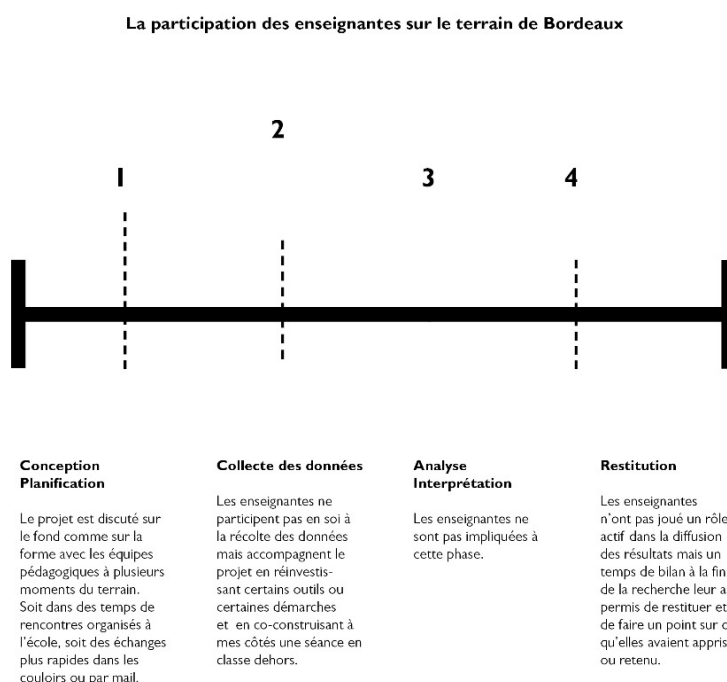 La participation des enseignantes sur le terrain de Bordeaux
1
2
3
4
Conception
Planification
Le projet est discuté sur
le fond comme sur la
forme avec les équipes
pédagogiques à plusieurs
moments du terrain.
Soit dans des temps de
rencontres organisés à
l'école, soit des échanges
plus rapides dans les
couloirs ou par mail.
Collecte des données
Les enseignantes ne
participent pas en soi à
la récolte des données
mais accompagnent le
projet en réinvestis-
sant certains outils ou
certaines démarches
et en co-construisant à
mes côtés une séance en
classe dehors.
Analyse
Interprétation
Les enseignantes ne
sont pas impliquées à
cette phase.
Restitution
Les enseignantes
n'ont pas joué un rôle
actif dans la diffusion
des résultats mais un
temps de bilan à la fin
de la recherche leur a
permis de restituer et
de faire un point sur
qu'elles avaient appris
ou retenu.